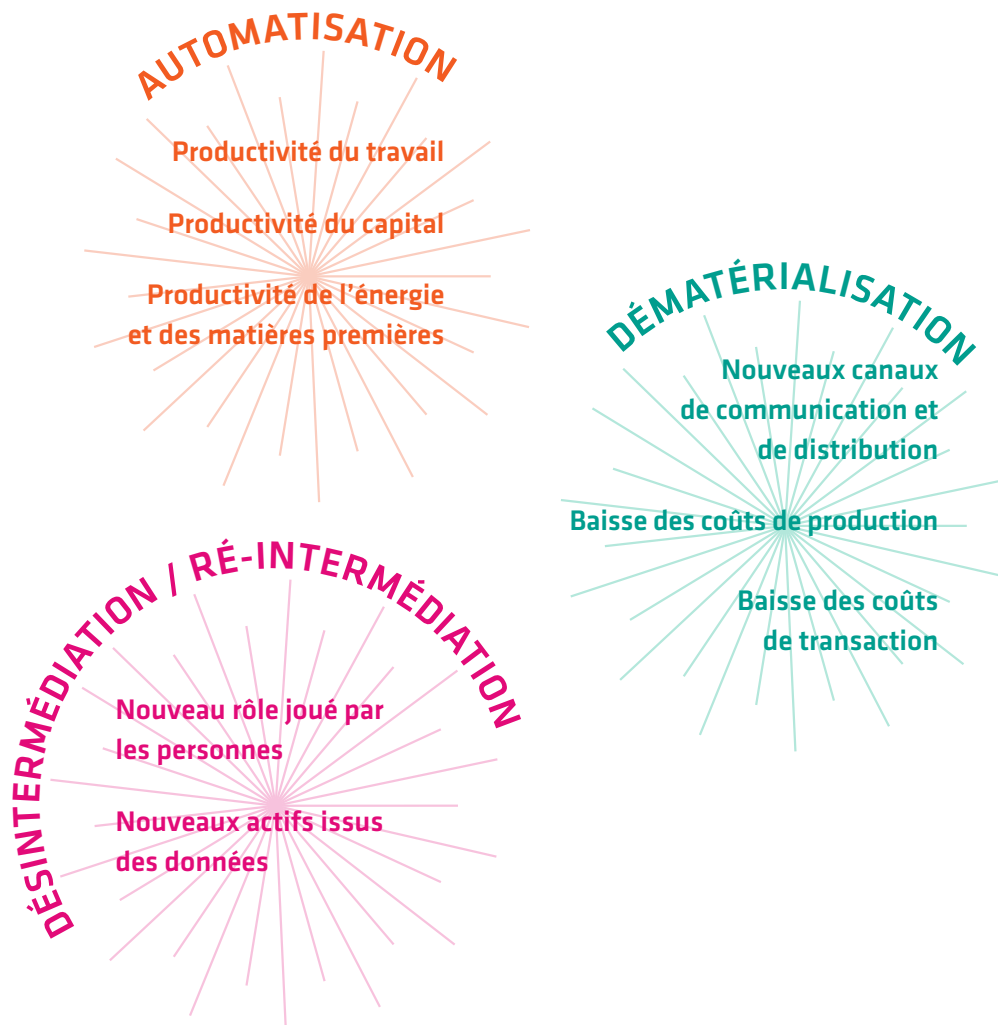 AUTOMATISATION
Productivité du travail
Productivité du capital
Productivité de l'énergie
et des matières premières
DÉMATÉRIALISATION
Nouveaux canaux
de communication et
de distribution
Baisse des coûts de production
Baisse des coûts
de transaction
DÉSINTERMÉDIATION / RÉ-INTERMÉDIATION
Nouveau rôle joué par
les personnes
Nouveaux actifs issus
des données